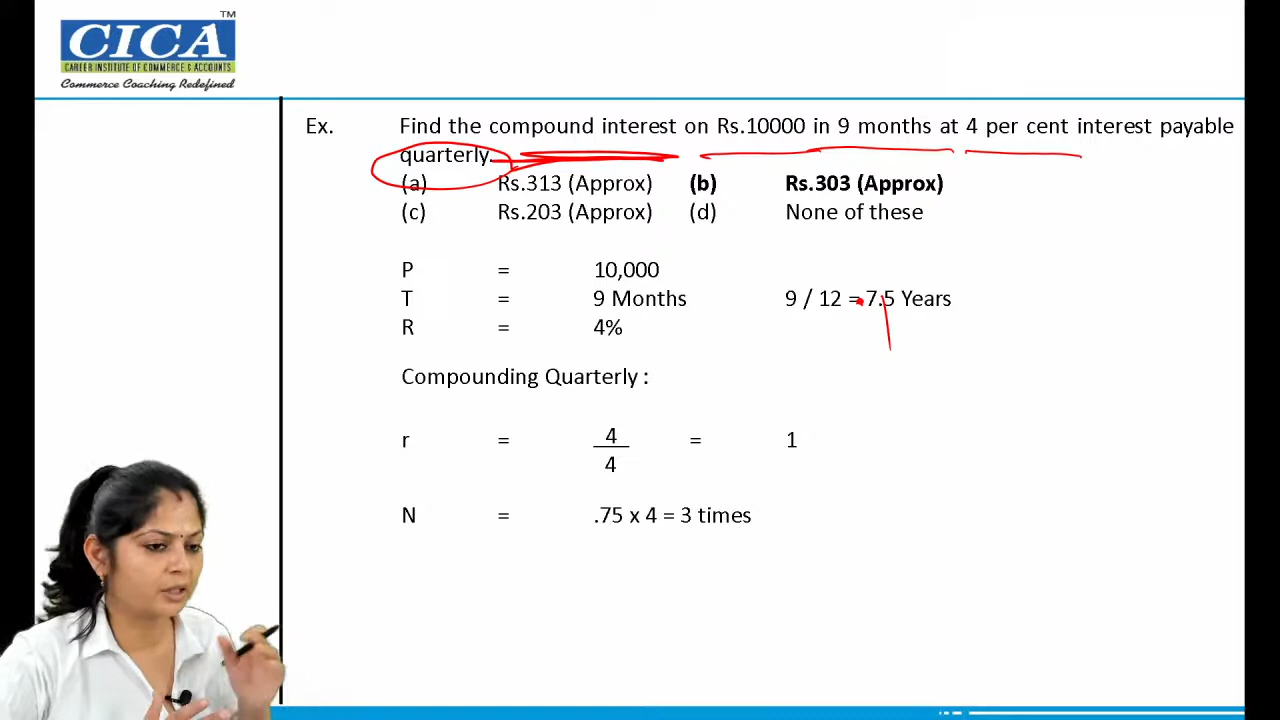 TM
CICA
CAREER INSTITUTE OF COMMERCE & ACCOUNTS
Commerce Coaching Redefined
Ex. Find the compound interest on Rs.10000 in 9 months at 4 per cent interest payable
quarterly.
(a) Rs.313 (Approx) (b) Rs.303 (Approx)
(c) Rs.203 (Approx) (d) None of these
P = 10,000
T = 9 Months 9 / 12 = 7.5 Years
R = 4%
Compounding Quarterly :
r = 4 = 1
4
N = .75 x 4 = 3 times